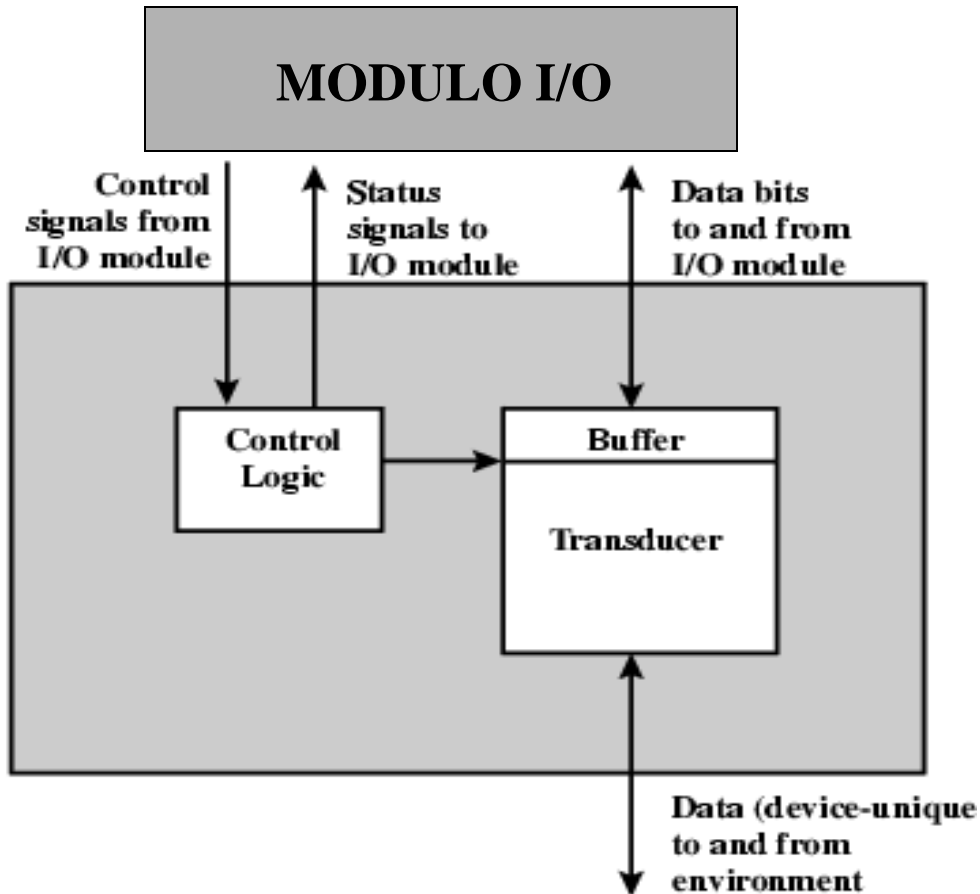 MODULO I/O
Control
signals from
I/O module
Status
signals to
I/O module
Data bits
to and from
I/O module
Control
Logic
Buffer
Transducer
Data (device-unique
to and from
environment